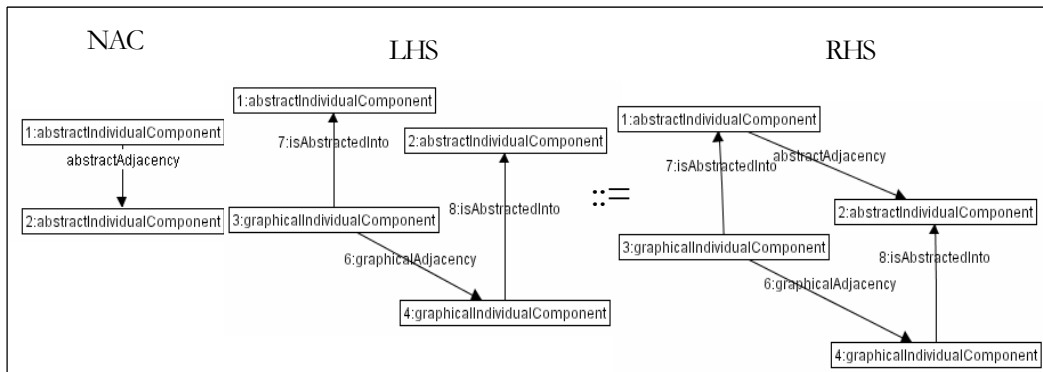 NAC
LHS
RHS
1:abstractIndividualComponent
abstractAdjacency
2:abstractIndividualComponent
1:abstractIndividualComponent
7:isAbstractedInto
2:abstractIndividualComponent
8:isAbstractedInto
3:graphicalIndividualComponent
6:graphicalAdjacency
4:graphicalIndividualComponent
::=
1:abstractIndividualComponent
7:isAbstractedInto
abstractAdjacency
2:abstractIndividualComponent
3:graphicalIndividualComponent
8:isAbstractedInto
6:graphicalAdjacency
4:graphicalIndividualComponent